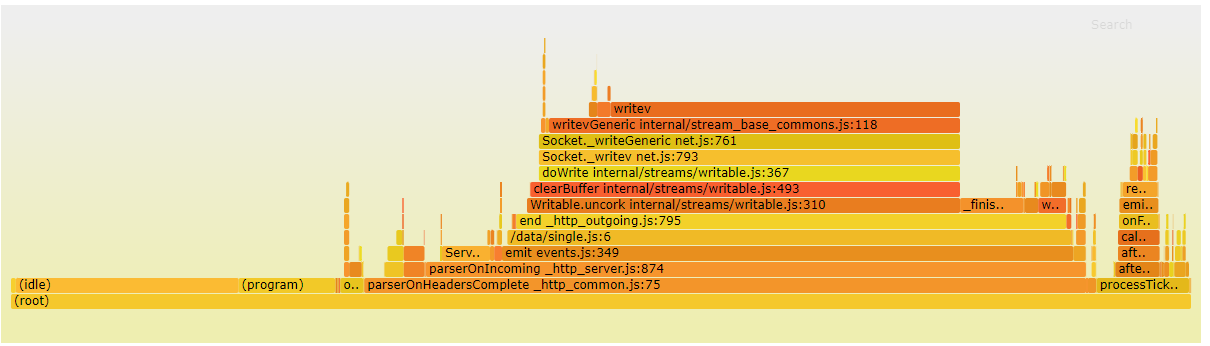 Search
writev
writevGeneric internal/stream_base_commons.js:118
Socket._writeGeneric net.js:761
Socket._writev net.js:793
doWrite internal/streams/writable.js:367
clearBuffer internal/streams/writable.js:493 re..
Writable.uncork internal/streams/writable.js:310 _finis.. w.. emi..
end _http_outgoing.js:795 onF..
/data/single.js:6 cal..
Serv.. emit events.js:349 aft..
parserOnIncoming _http_server.js:874 afte..
(idle) (program) o.. parserOnHeadersComplete _http_common.js:75 processTick..
(root)